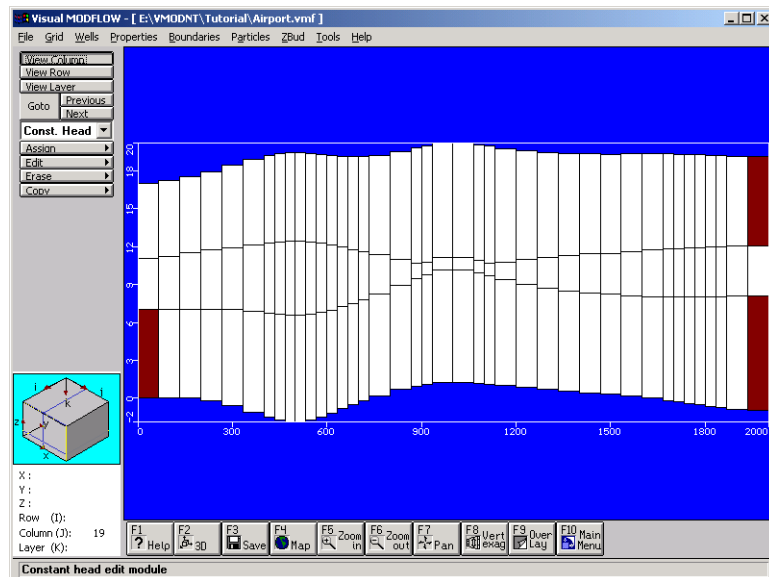 Visual MODFLOW - [ E:\VMODNT\Tutorial\Airport.vmf ]
File Grid Wells Properties Boundaries Particles ZBud Tools Help
View Column
View Row
View Layer
Goto
Previous
Next
Const. Head
Assign
Edit
Erase
Copy
20
18
15
12
9
6
3
0
-2
0 300 600 900 1200 1500 1800 2000
i j
K
z
y
x
X :
Y :
Z :
Row (I):
Column (J): 19
Layer (K):
F1 ? Help
F2 3D
F3 Save
F4 Map
F5 Zoom in
F6 Zoom out
F7 Pan
F8 Vert exag
F9 Over Lay
F10 Main Menu
Constant head edit module